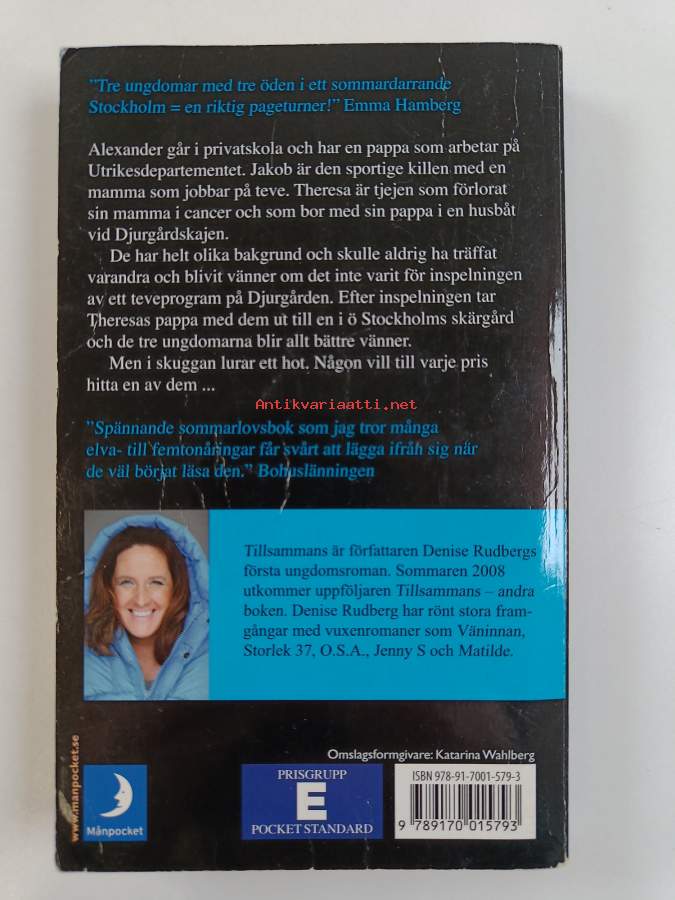 "Tre ungdomar med tre öden i ett sommardarrande
Stockholm = en riktig pageturner!" Emma Hamberg
Alexander går i privatskola och har en pappa som arbetar på
Utrikesdepartementet. Jakob är den sportige killen med en
mamma som jobbar på teve. Theresa är tjejen som förlorat
sin mamma i cancer och som bor med sin pappa i en husbåt
vid Djurgårdskajen.
De har helt olika bakgrund och skulle aldrig ha träffat
varandra och blivit vänner om det inte varit för inspelningen
av ett teveprogram på Djurgården. Efter inspelningen tar
Theresas pappa med dem ut till en i ö Stockholms skärgård
och de tre ungdomarna blir allt bättre vänner.
Men i skuggan lurar ett hot. Någon vill till varje pris
hitta en av dem ...
Antikvariaatti.net
"Spännande sommarlovsbok som jag tror många
elva- till femtonåringar får svårt att lägga ifrån sig när
de väl börjat läsa den." Bohuslänningen
Tillsammans är författaren Denise Rudbergs
första ungdomsroman. Sommaren 2008
utkommer uppföljaren Tillsammans – andra
boken. Denise Rudberg har rönt stora fram-
gångar med vuxenromaner som Väninnan,
Storlek 37, O.S.A., Jenny S och Matilde.
Omslagsformgivare: Katarina Wahlberg
www.manpocket.se
Månpocket
PRISGRUPP
E
POCKET STANDARD
ISBN 978-91-7001-579-3
9 789170 015793